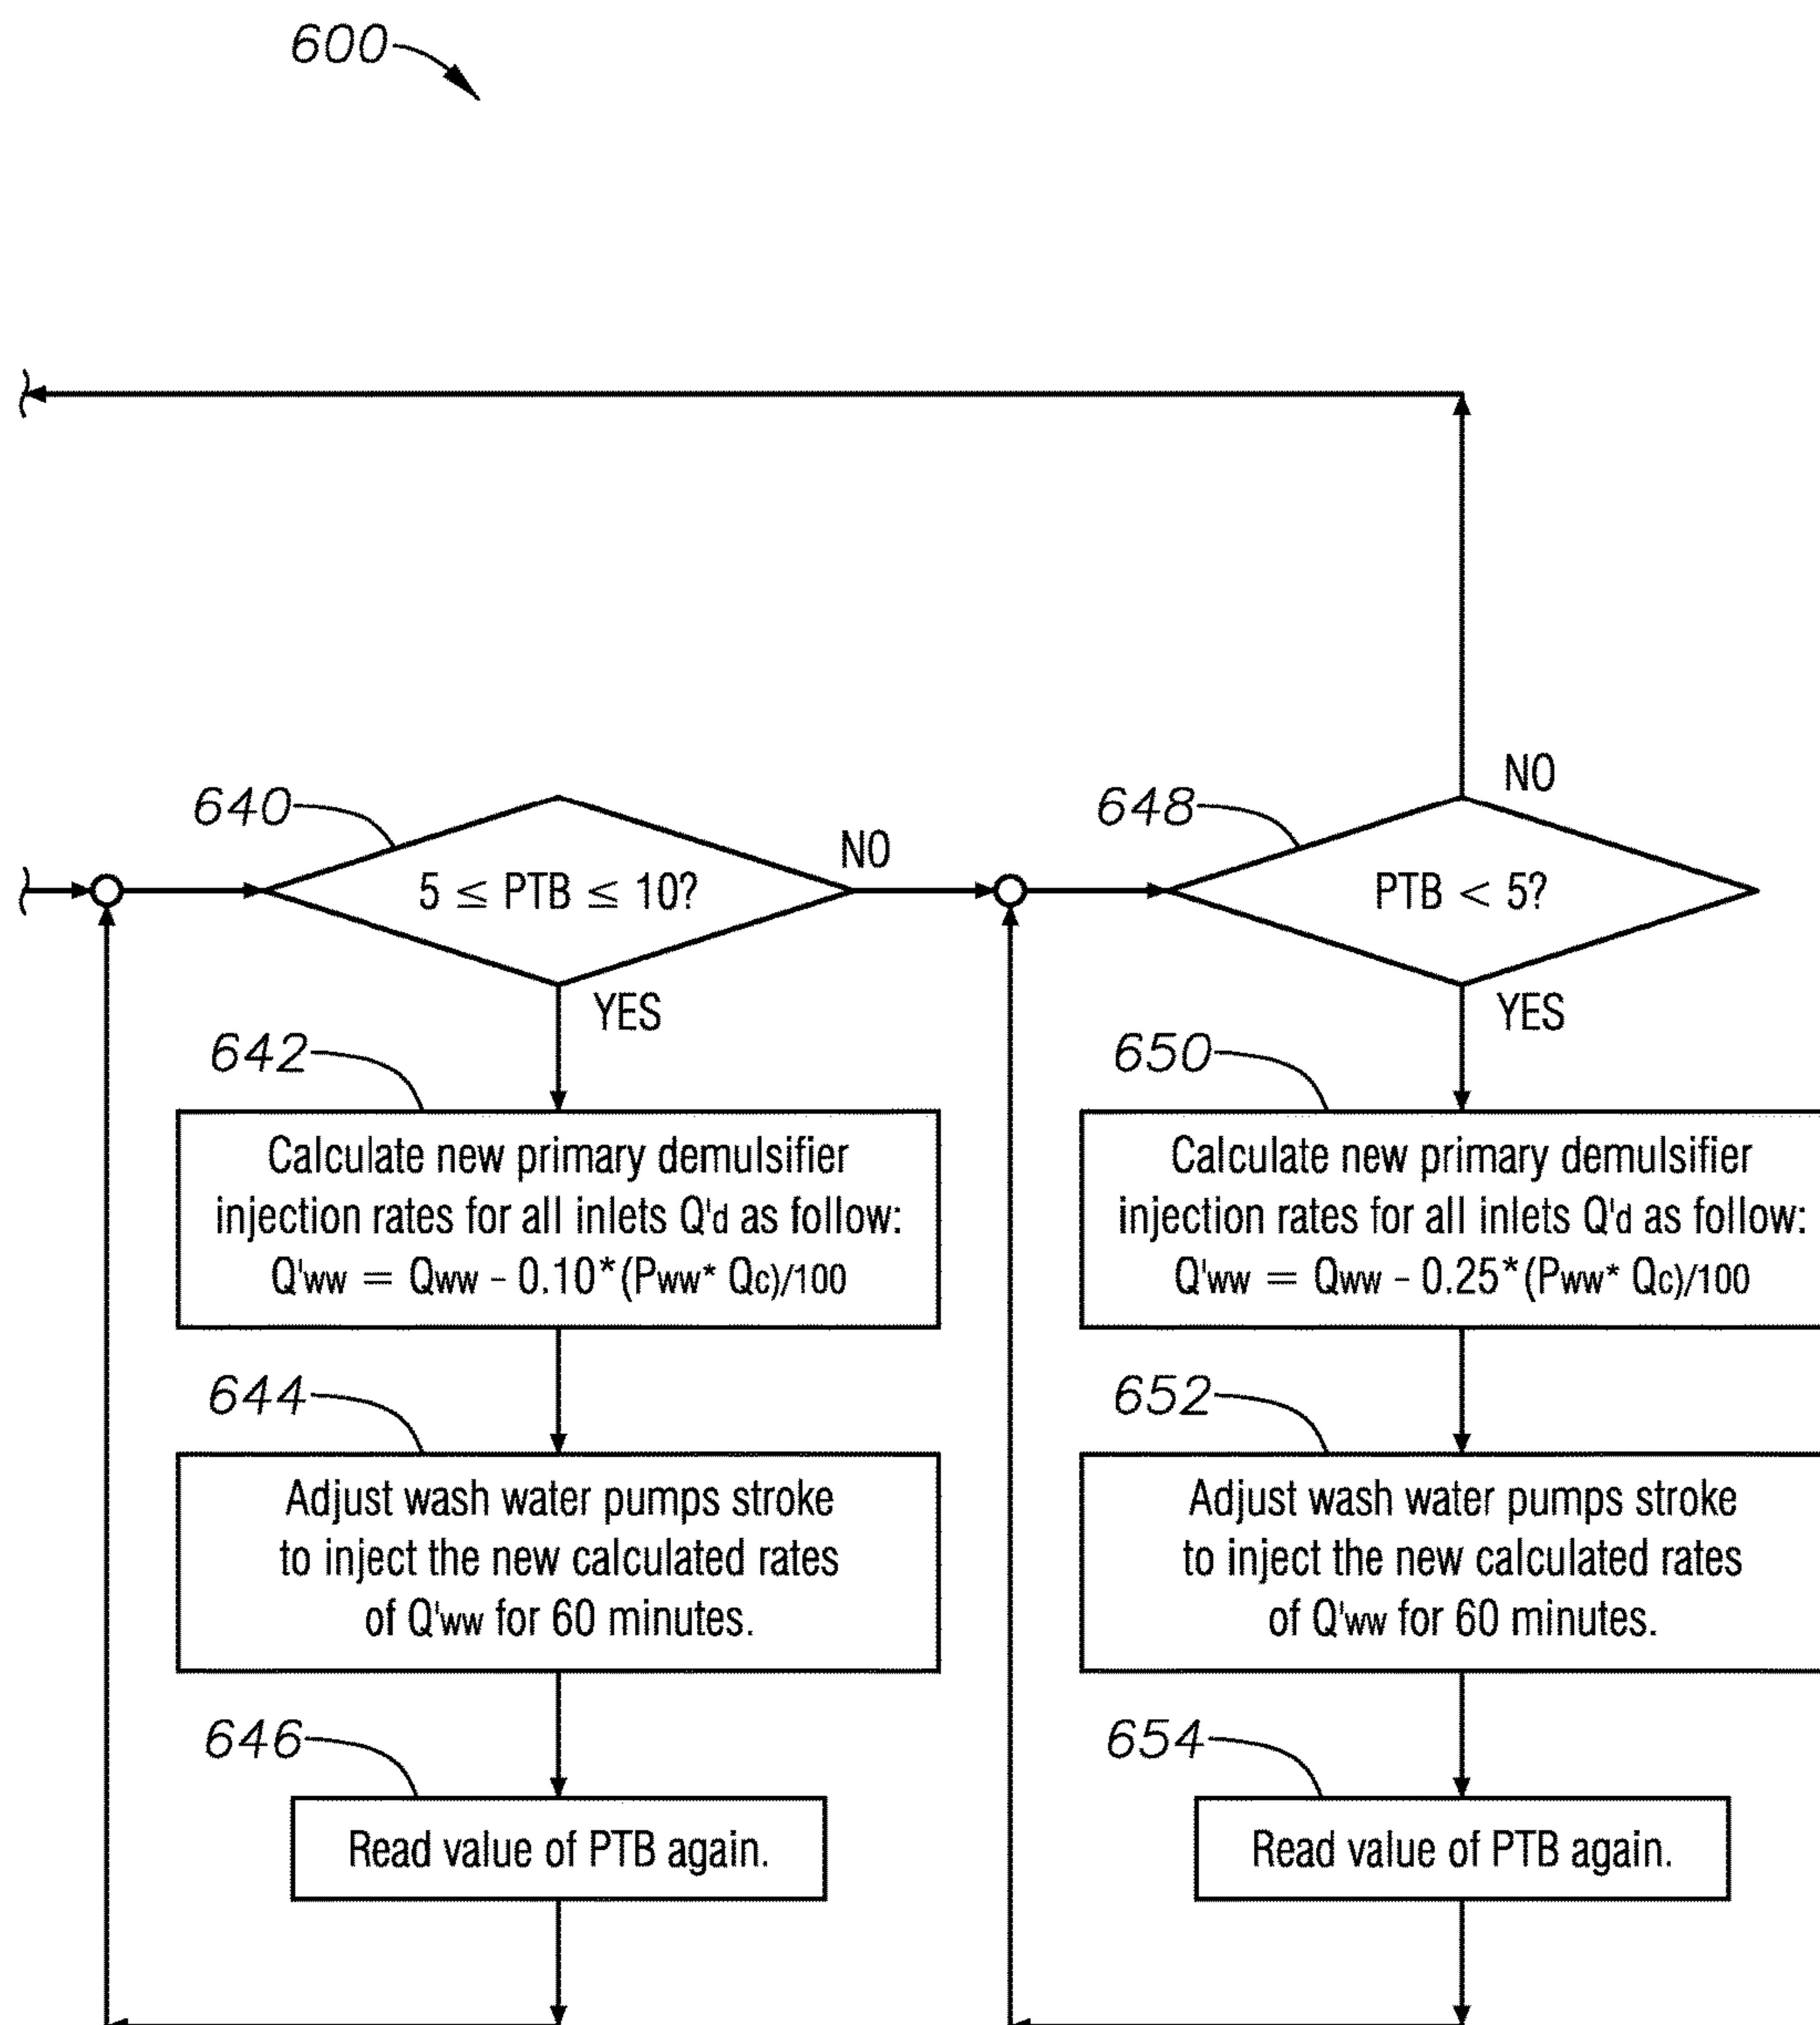 600
640
5 ≤ PTB ≤ 10?
NO
YES
642
Calculate new primary demulsifier
injection rates for all inlets Q'd as follow:
Q'ww = Qww - 0.10*(Pww* Qc)/100
644
Adjust wash water pumps stroke
to inject the new calculated rates
of Q'ww for 60 minutes.
646
Read value of PTB again.
648
PTB < 5?
NO
YES
650
Calculate new primary demulsifier
injection rates for all inlets Q'd as follow:
Q'ww = Qww - 0.25*(Pww* Qc)/100
652
Adjust wash water pumps stroke
to inject the new calculated rates
of Q'ww for 60 minutes.
654
Read value of PTB again.